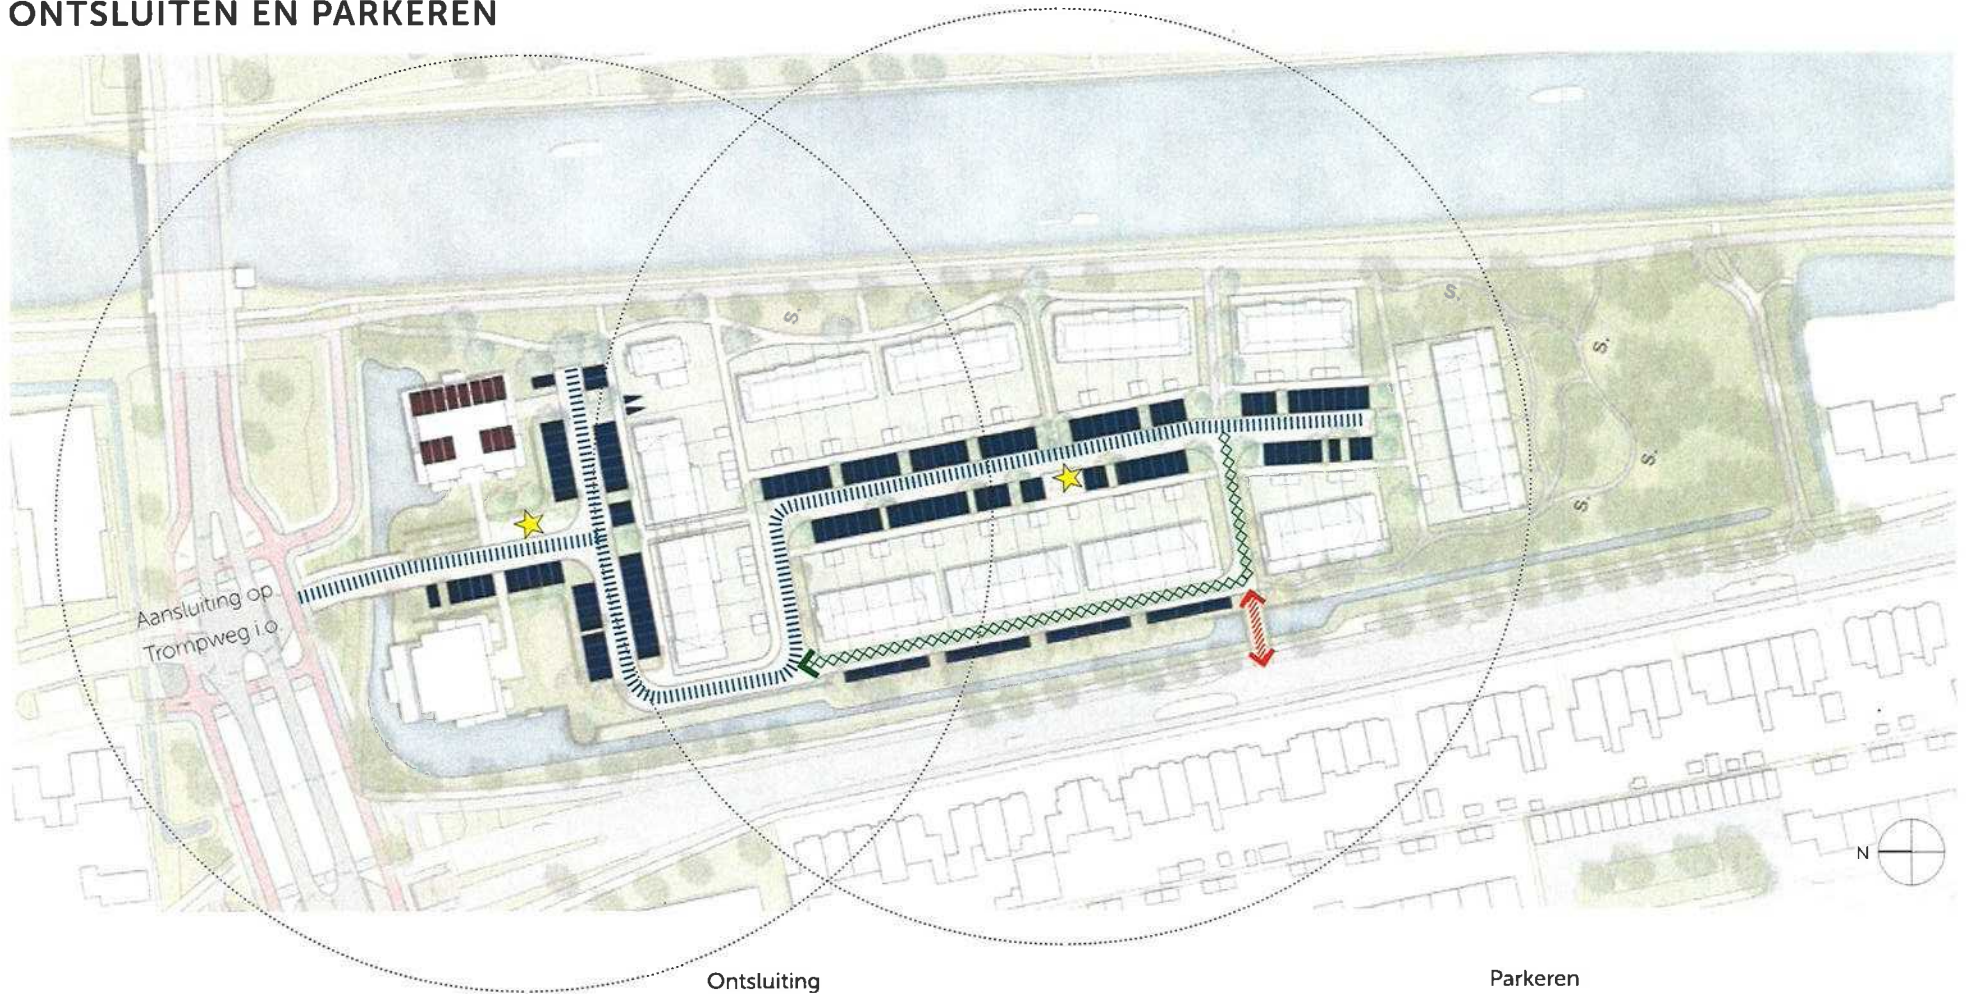 ONTSLUITEN EN PARKEREN
S.
S.
S.
S.
S.
Aansluiting op
Trompweg i.o.
N
Ontsluiting
Parkeren